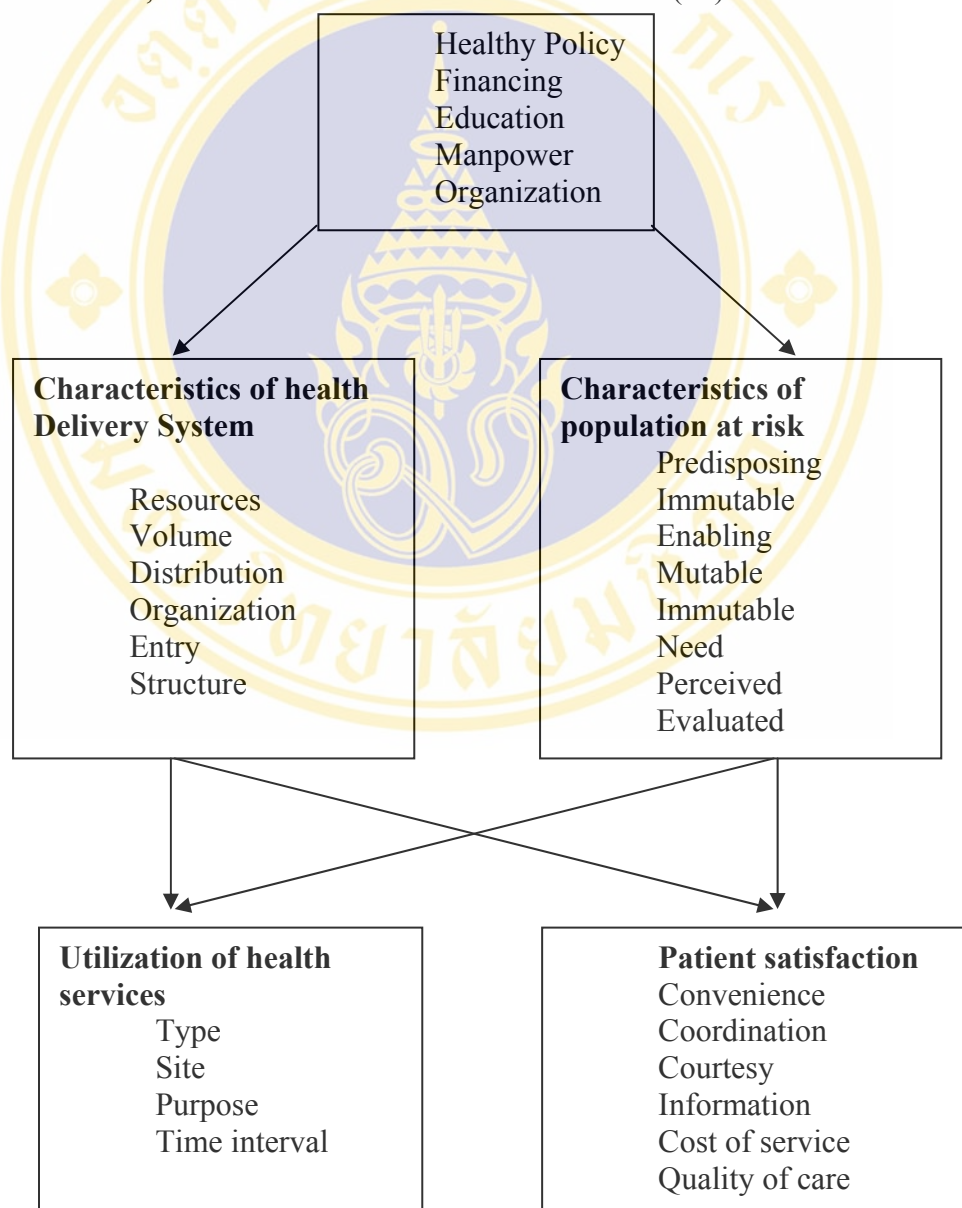 Healthy Policy
Financing
Education
Manpower
Organization
Characteristics of health
Delivery System
Resources
Volume
Distribution
Organization
Entry
Structure
Characteristics of
population at risk
Predisposing
Immutable
Enabling
Mutable
Immutable
Need
Perceived
Evaluated
Utilization of health
services
Type
Site
Purpose
Time interval
Patient satisfaction
Convenience
Coordination
Courtesy
Information
Cost of service
Quality of care